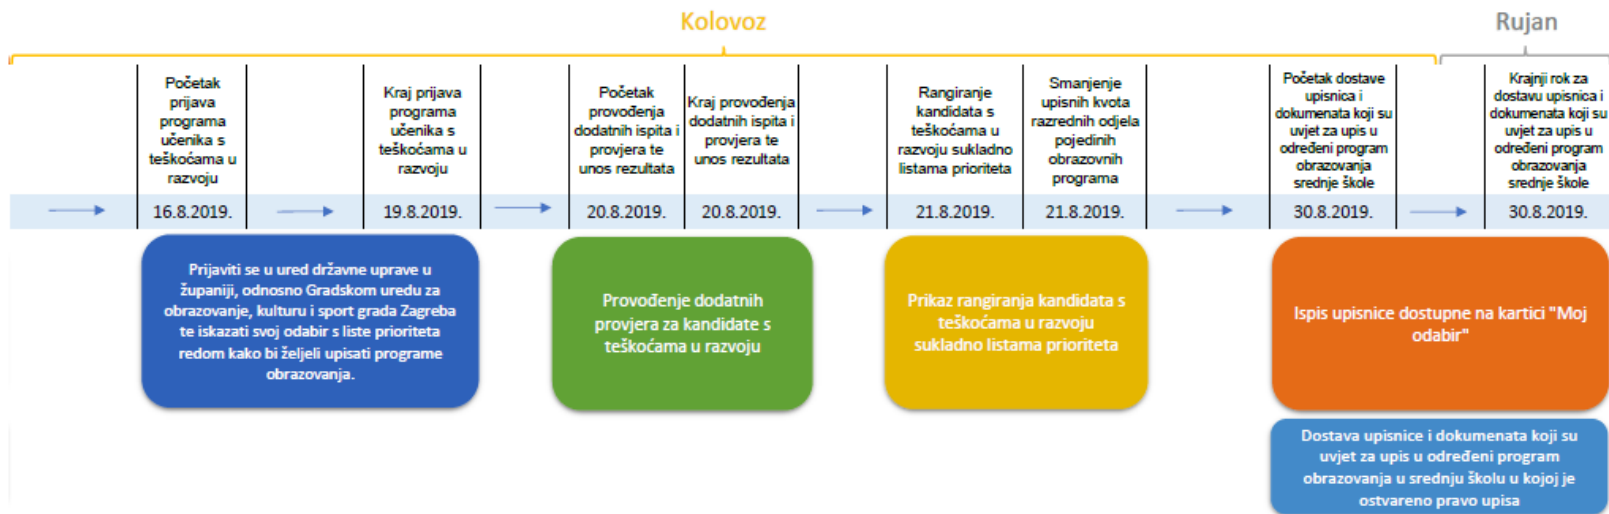 Kolovoz
Rujan
Početak
prijava
programa
učenika s
teškoćama u
razvoju
Kraj prijava
programa
učenika s
teškoćama u
razvoju
Početak
provođenja
dodatnih ispita i
provjera te
unos rezultata
Kraj provođenja
dodatnih ispita i
provjera te
unos rezultata
Rangiranje
kandidata s
teškoćama u
razvoju sukladno
listama prioriteta
Smanjenje
upisnih kvota
razrednih odjela
pojedinih
obrazovnih
programa
Početak dostave
upisnica i
dokumenata koji su
uvjet za upis u
određeni program
obrazovanja
srednje škole
Krajnji rok za
dostavu upisnica i
dokumenata koji su
uvjet za upis u
određeni program
obrazovanja
srednje škole
16.8.2019.
19.8.2019.
20.8.2019.
20.8.2019.
21.8.2019.
21.8.2019.
30.8.2019.
30.8.2019.
Prijaviti se u ured državne uprave u
županiji, odnosno Gradskom uredu za
obrazovanje, kulturu i sport grada Zagreba
te iskazati svoj odabir s liste prioriteta
redom kako bi željeli upisati programe
obrazovanja.
Provođenje dodatnih
provjera za kandidate s
teškoćama u razvoju
Prikaz rangiranja kandidata s
teškoćama u razvoju
sukladno listama prioriteta
Ispis upisnice dostupne na kartici "Moj
odabir"
Dostava upisnice i dokumenata koji su
uvjet za upis u određeni program
obrazovanja u srednju školu u kojoj je
ostvareno pravo upisa